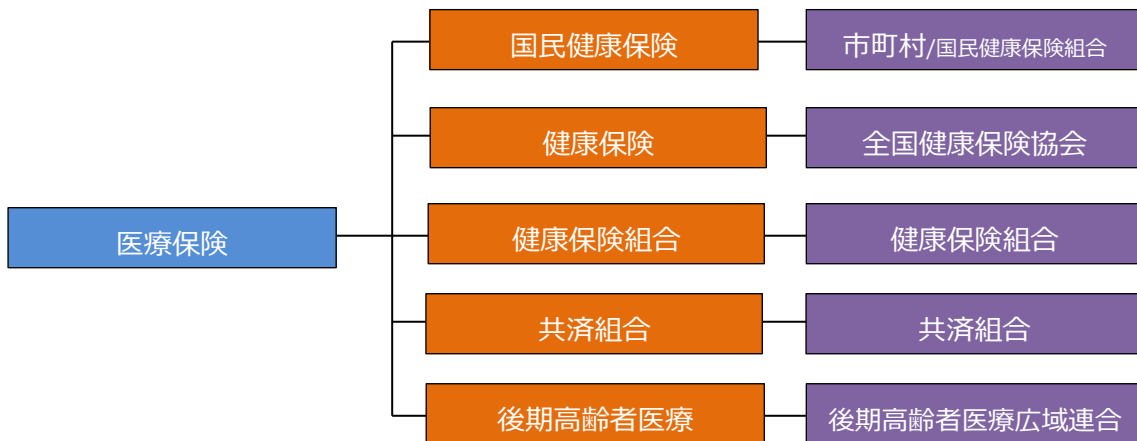 国民健康保険
市町村/国民健康保険組合
健康保険
全国健康保険協会
医療保険
健康保険組合
健康保険組合
共済組合
共済組合
後期高齢者医療
後期高齢者医療広域連合